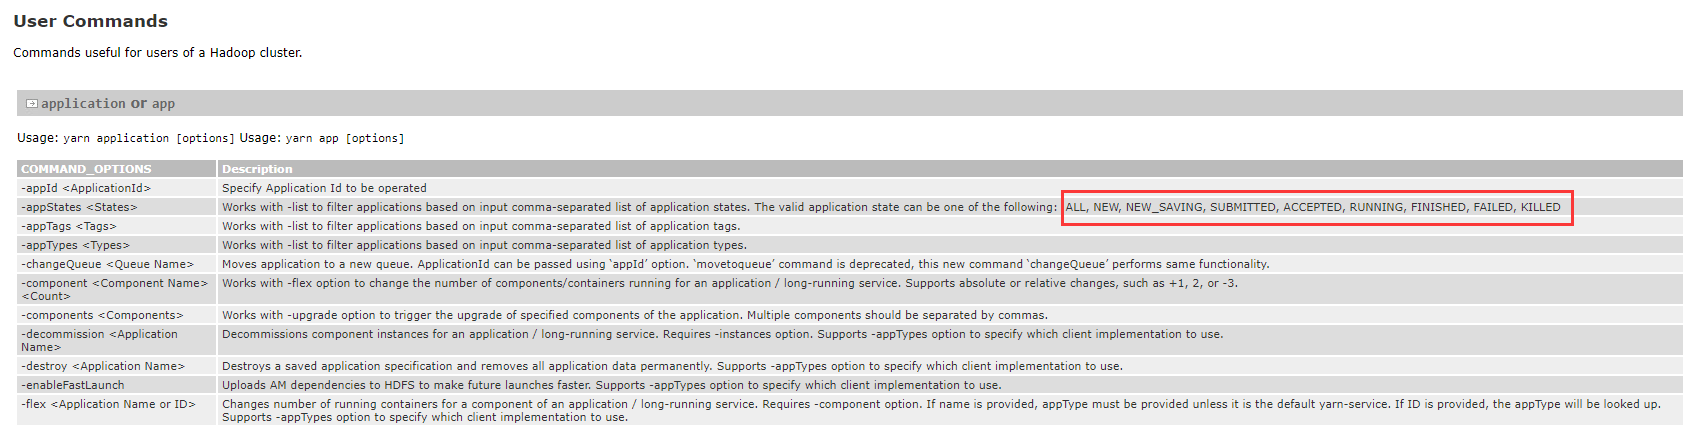 User Commands
Commands useful for users of a Hadoop cluster.
application or app
Usage: yarn application [options] Usage: yarn app [options]
COMMAND_OPTIONS Description
-appId <ApplicationId> Specify Application Id to be operated
-appStates <States> Works with -list to filter applications based on input comma-separated list of application states. The valid application state can be one of the following: ALL, NEW, NEW_SAVING, SUBMITTED, ACCEPTED, RUNNING, FINISHED, FAILED, KILLED
-appTags <Tags> Works with -list to filter applications based on input comma-separated list of application tags.
-appTypes <Types> Works with -list to filter applications based on input comma-separated list of application types.
-changeQueue <Queue Name> Moves application to a new queue. ApplicationId can be passed using ‘appId’ option. ‘movetoqueue’ command is deprecated, this new command ‘changeQueue’ performs same functionality.
-component <Component Name> Works with -flex option to change the number of components/containers running for an application / long-running service. Supports absolute or relative changes, such as +1, 2, or -3.
<Count>
-components <Components> Works with -upgrade option to trigger the upgrade of specified components of the application. Multiple components should be separated by commas.
-decommission <Application Decommissions component instances for an application / long-running service. Requires -instances option. Supports -appTypes option to specify which client implementation to use.
Name>
-destroy <Application Name> Destroys a saved application specification and removes all application data permanently. Supports -appTypes option to specify which client implementation to use.
-enableFastLaunch Uploads AM dependencies to HDFS to make future launches faster. Supports -appTypes option to specify which client implementation to use.
-flex <Application Name or ID> Changes number of running containers for a component of an application / long-running service. Requires -component option. If name is provided, appType must be provided unless it is the default yarn-service. If ID is provided, the appType will be looked up.
Supports -appTypes option to specify which client implementation to use.